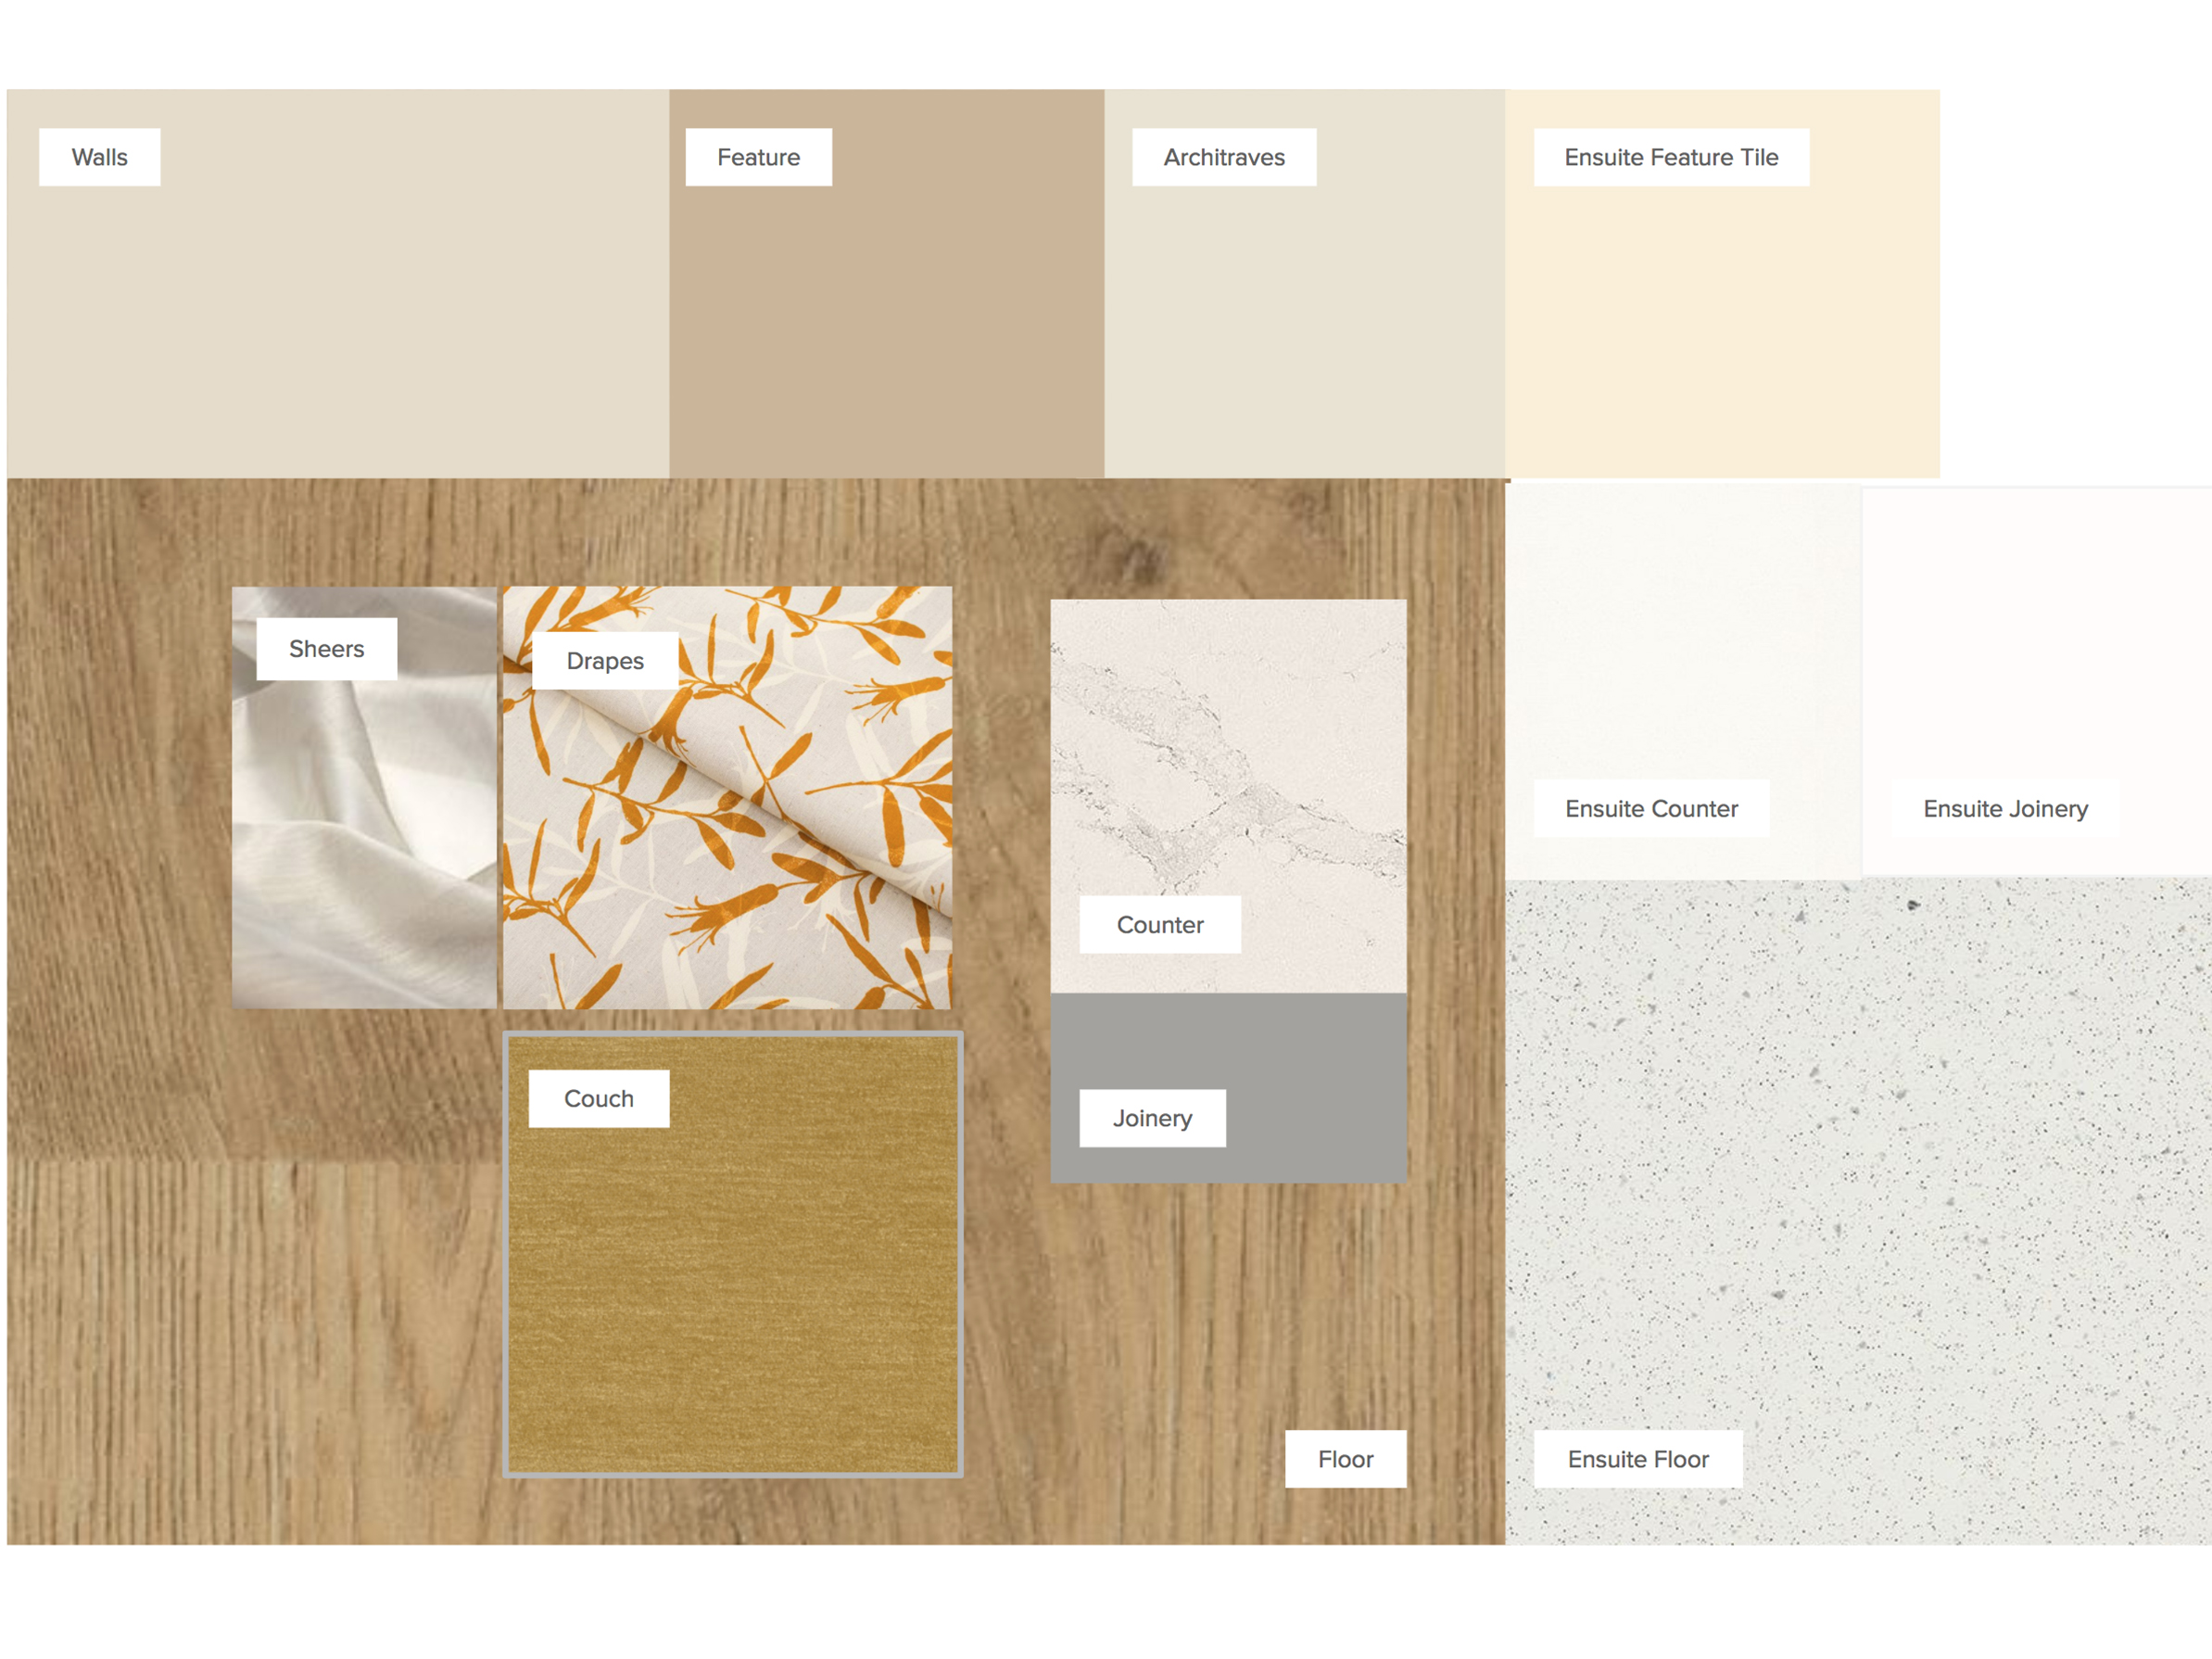 Walls
Feature
Architraves
Ensuite Feature Tile
Sheers
Drapes
Ensuite Counter
Ensuite Joinery
Counter
Couch
Joinery
Floor
Ensuite Floor